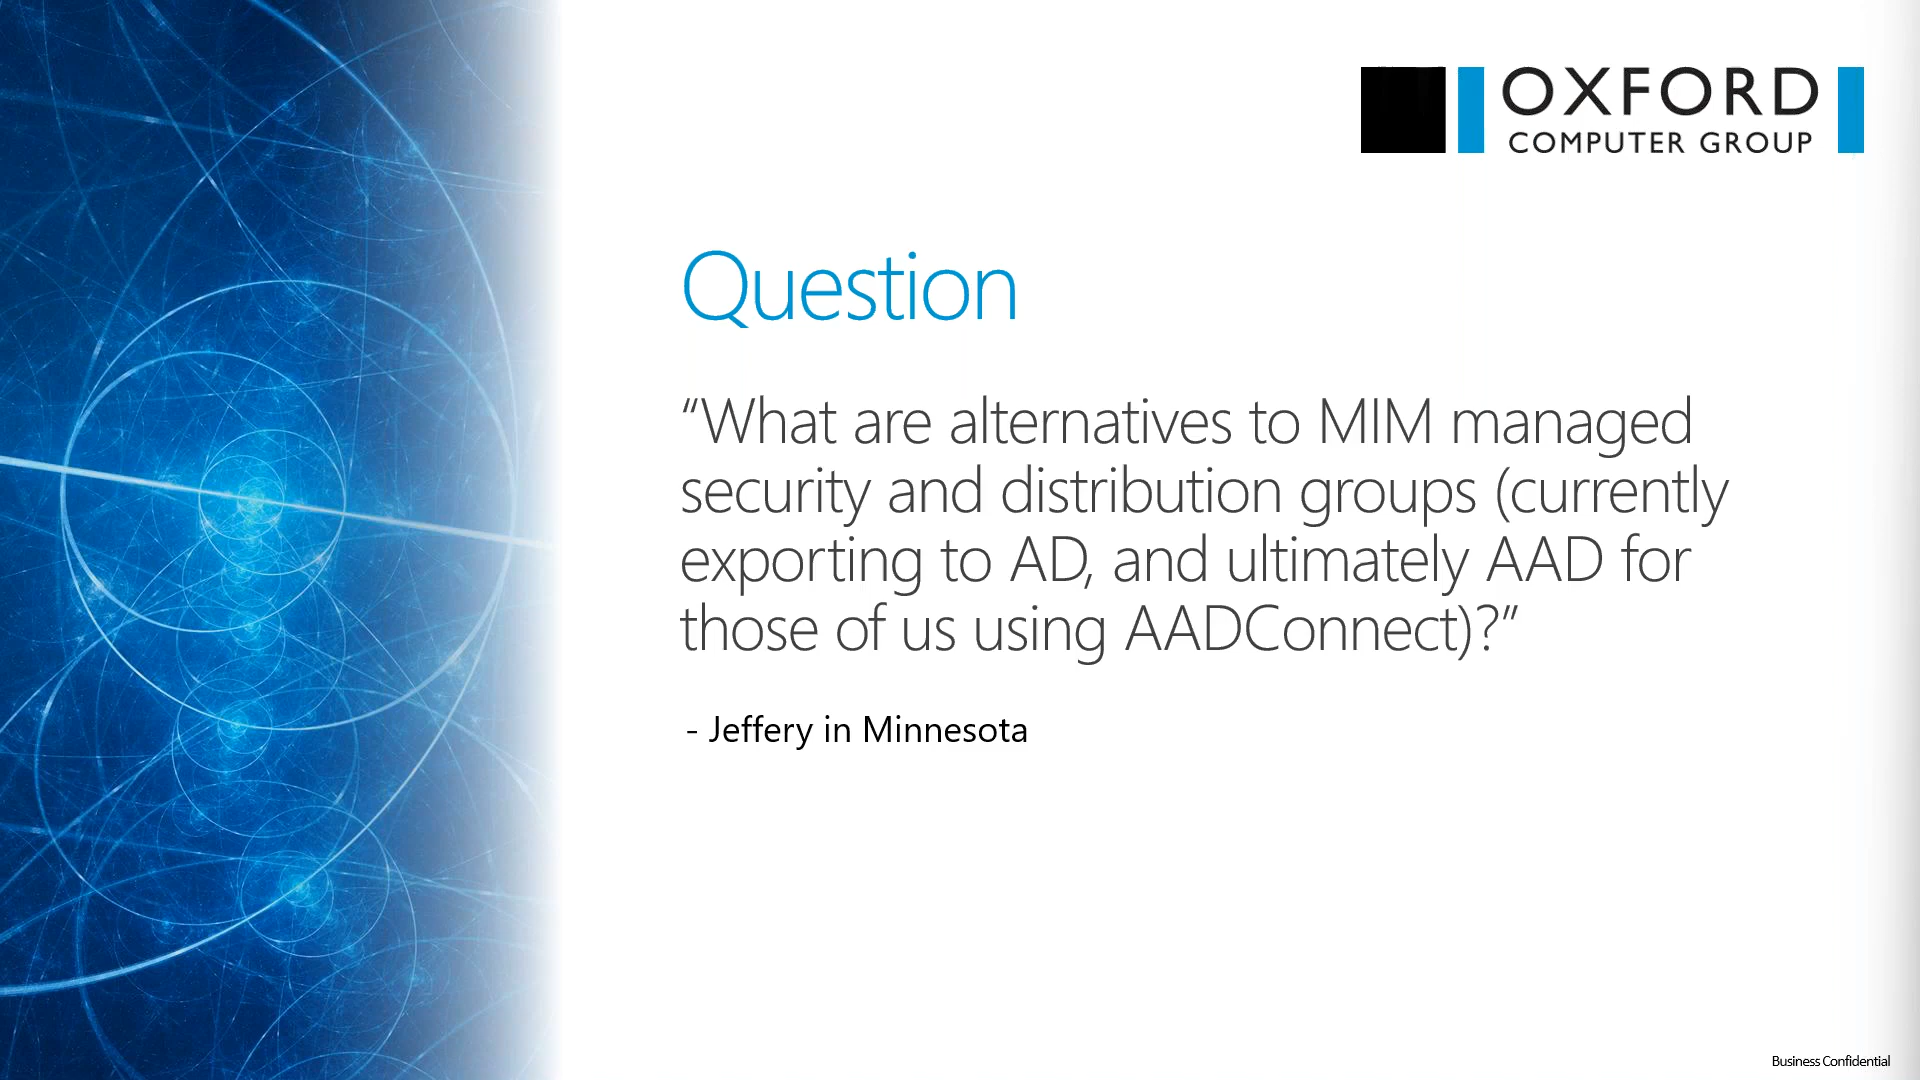 OXFORD
COMPUTER GROUP
Question
“What are alternatives to MIM managed
security and distribution groups (currently
exporting to AD, and ultimately AAD for
those of us using AADConnect)?”
- Jeffery in Minnesota
Business Confidential